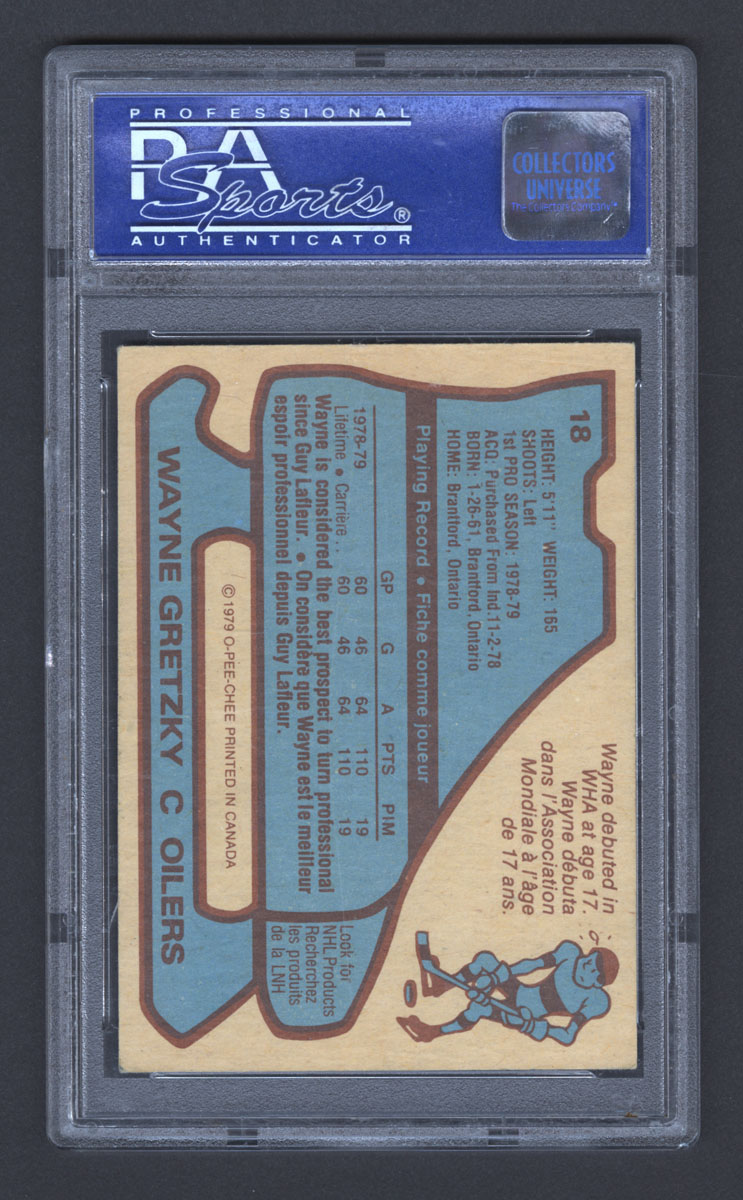 PROFESSIONAL
PSA
Sports®
AUTHENTICATOR
COLLECTORS
UNIVERSE
The Collectors Company™
18
HEIGHT: 5'11" WEIGHT: 165
SHOOTS: Left
1st PRO SEASON: 1978-79
ACQ: Purchased From Ind. 11-2-78
BORN: 1-26-61, Brantford, Ontario
HOME: Brantford, Ontario
Playing Record • Fiche comme joueur
GP G A PTS PIM
1978-79 60 46 64 110 19
Lifetime • Carrière .. 60 46 64 110 19
Wayne is considered the best prospect to turn professional
since Guy Lafleur. • On considère que Wayne est le meilleur
espoir professionnel depuis Guy Lafleur.
Wayne debuted in
WHA at age 17.
Wayne débuta
dans l'Association
Mondiale à l'âge
de 17 ans.
Look for
NHL Products
Recherchez
les produits
de la LNH
© 1979 O-PEE-CHEE PRINTED IN CANADA
WAYNE GRETZKY C OILERS